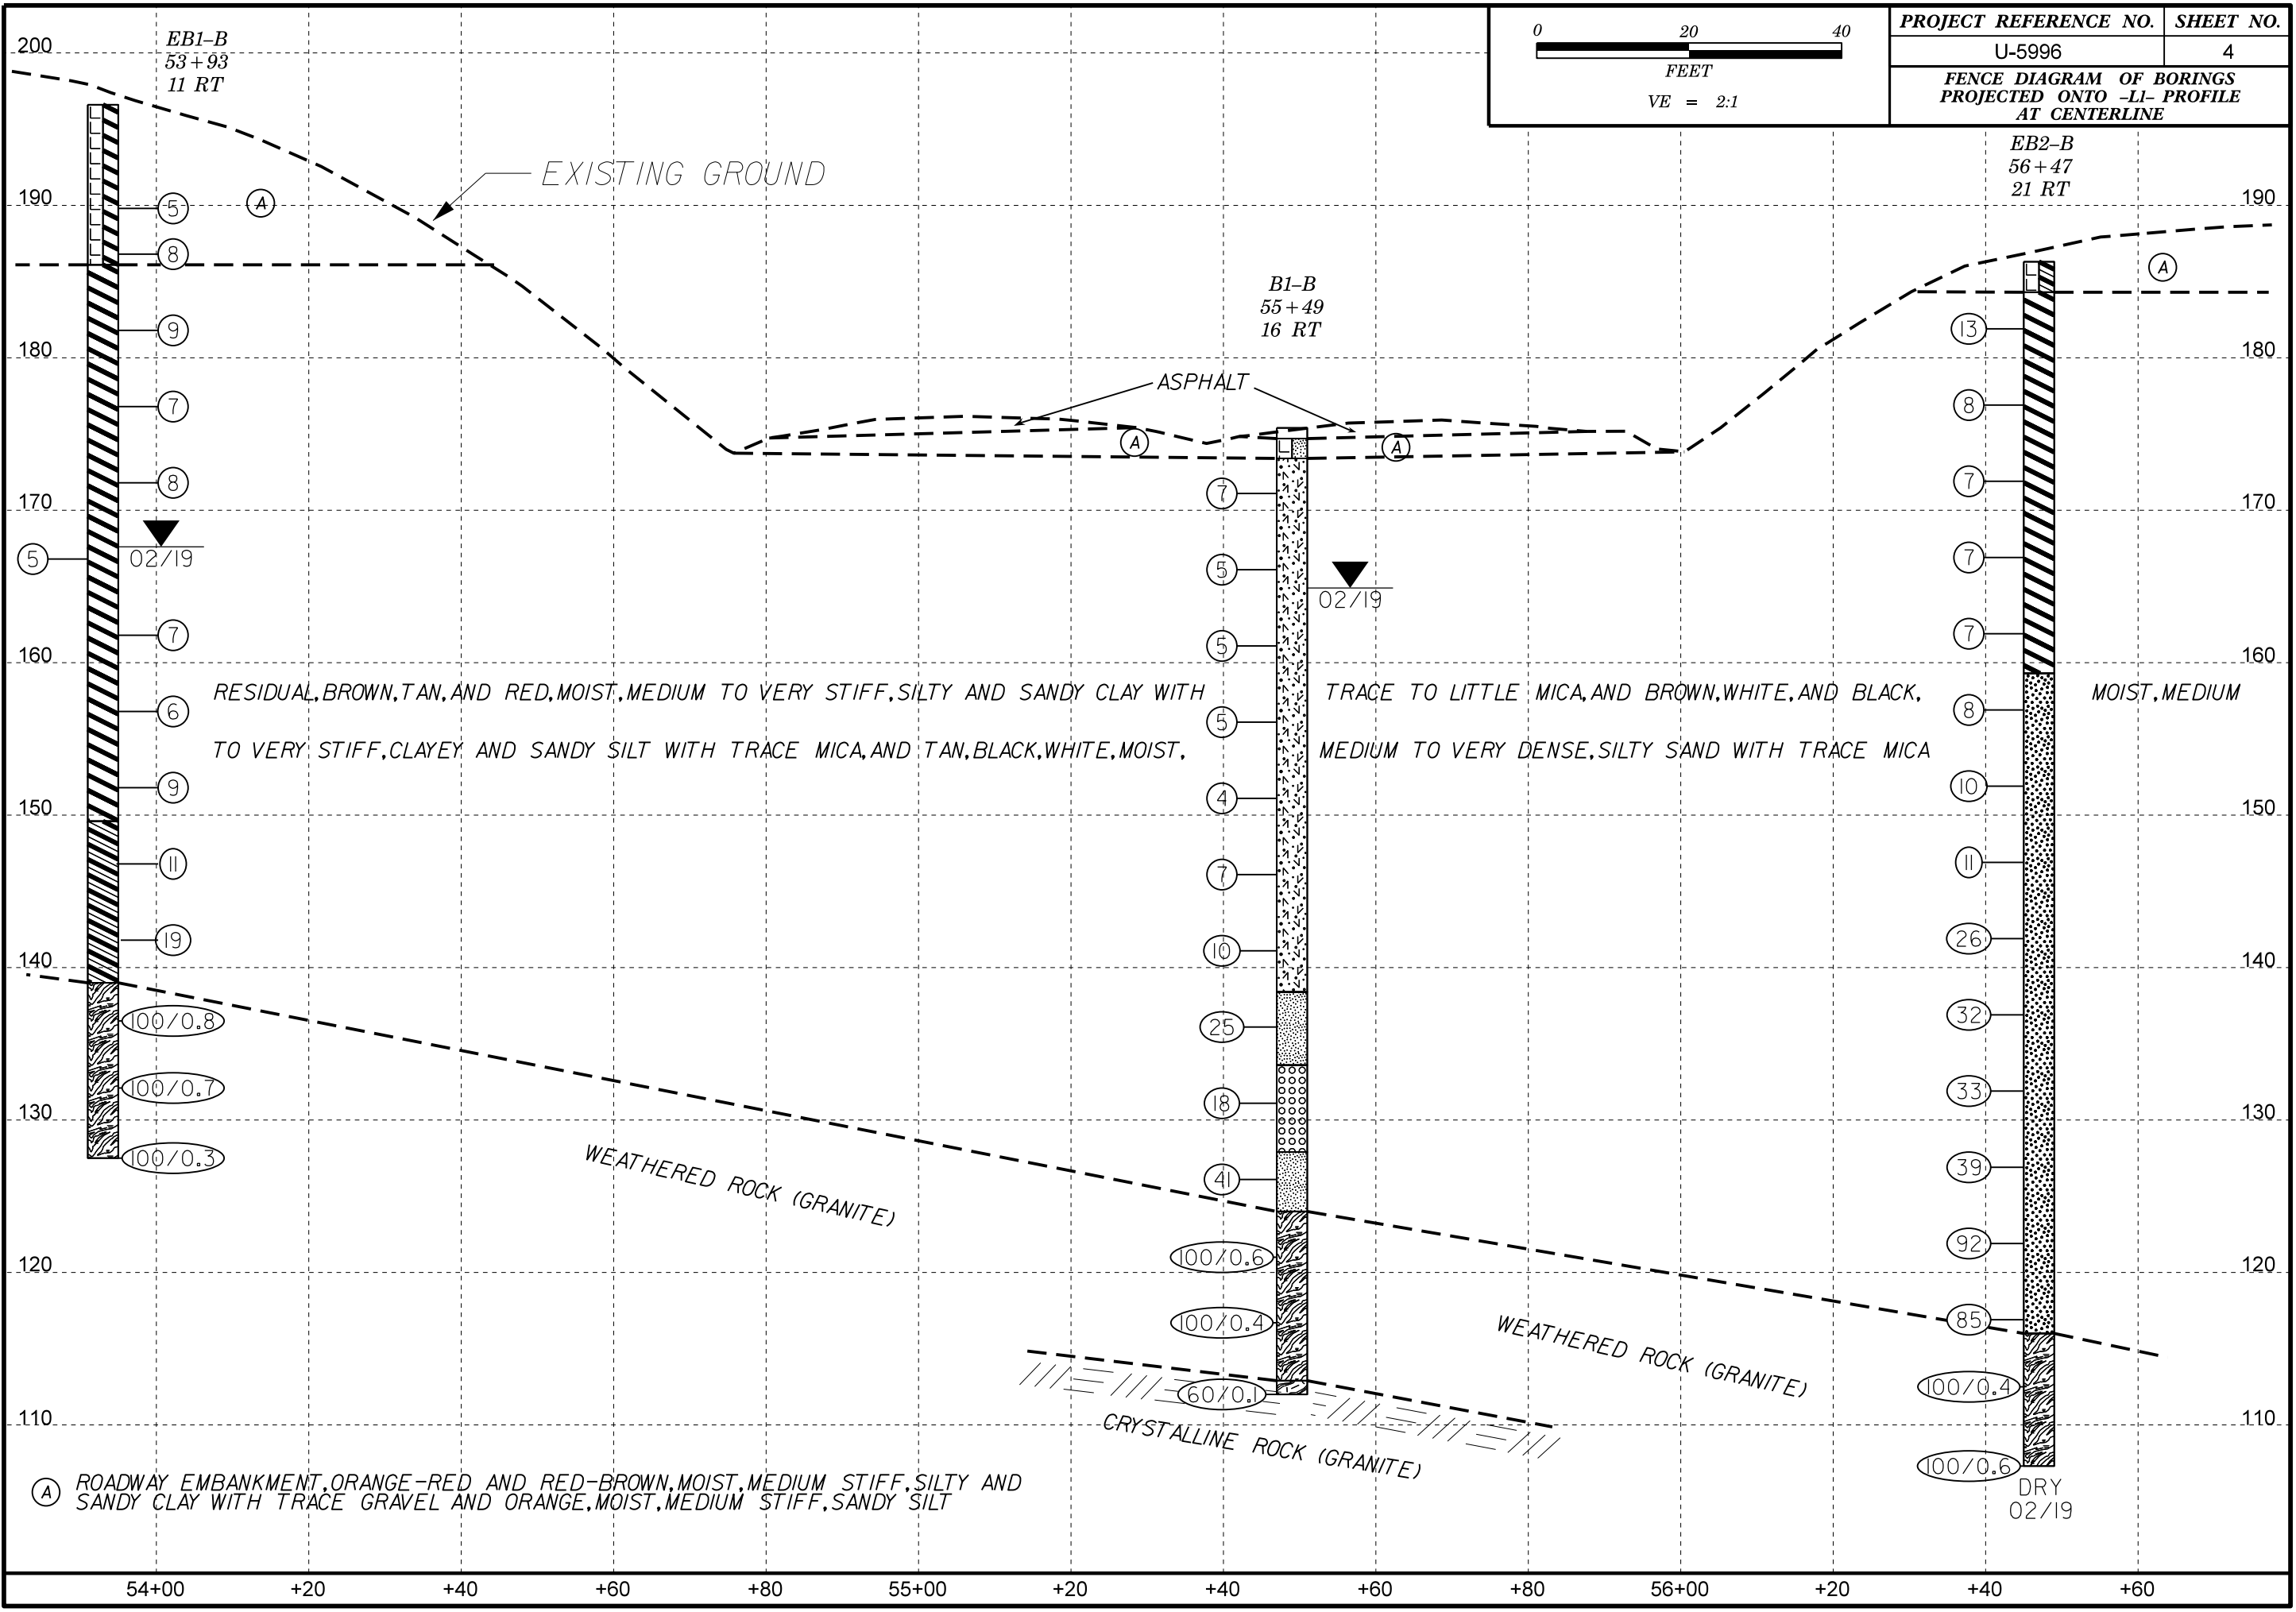 0 20 40
FEET
VE = 2:1
PROJECT REFERENCE NO. SHEET NO.
U-5996 4
FENCE DIAGRAM OF BORINGS
PROJECTED ONTO -L1- PROFILE
AT CENTERLINE
200
EB1-B
53+93
11 RT
EB2-B
56+47
21 RT
EXISTING GROUND
190 190
5 A
8
A
B1-B
55+49
16 RT
9
13
180 180
ASPHALT
7
8
A A
8
7
7
170 170
02/19
5
7
5
02/19
7
5
7
160 160
RESIDUAL, BROWN, TAN, AND RED, MOIST, MEDIUM TO VERY STIFF, SILTY AND SANDY CLAY WITH TRACE TO LITTLE MICA, AND BROWN, WHITE, AND BLACK, MOIST, MEDIUM
6
8
5
TO VERY STIFF, CLAYEY AND SANDY SILT WITH TRACE MICA, AND TAN, BLACK, WHITE, MOIST, MEDIUM TO VERY DENSE, SILTY SAND WITH TRACE MICA
9
10
4
150 150
11
11
7
19
26
10
140 140
100/0.8
32
25
100/0.7
33
18
130 130
100/0.3
39
41
WEATHERED ROCK (GRANITE)
92
100/0.6
120 120
85
100/0.4
WEATHERED ROCK (GRANITE)
100/0.4
60/0.1
110 110
CRYSTALLINE ROCK (GRANITE)
100/0.6
DRY
02/19
A ROADWAY EMBANKMENT, ORANGE-RED AND RED-BROWN, MOIST, MEDIUM STIFF, SILTY AND
SANDY CLAY WITH TRACE GRAVEL AND ORANGE, MOIST, MEDIUM STIFF, SANDY SILT
54+00 +20 +40 +60 +80 55+00 +20 +40 +60 +80 56+00 +20 +40 +60